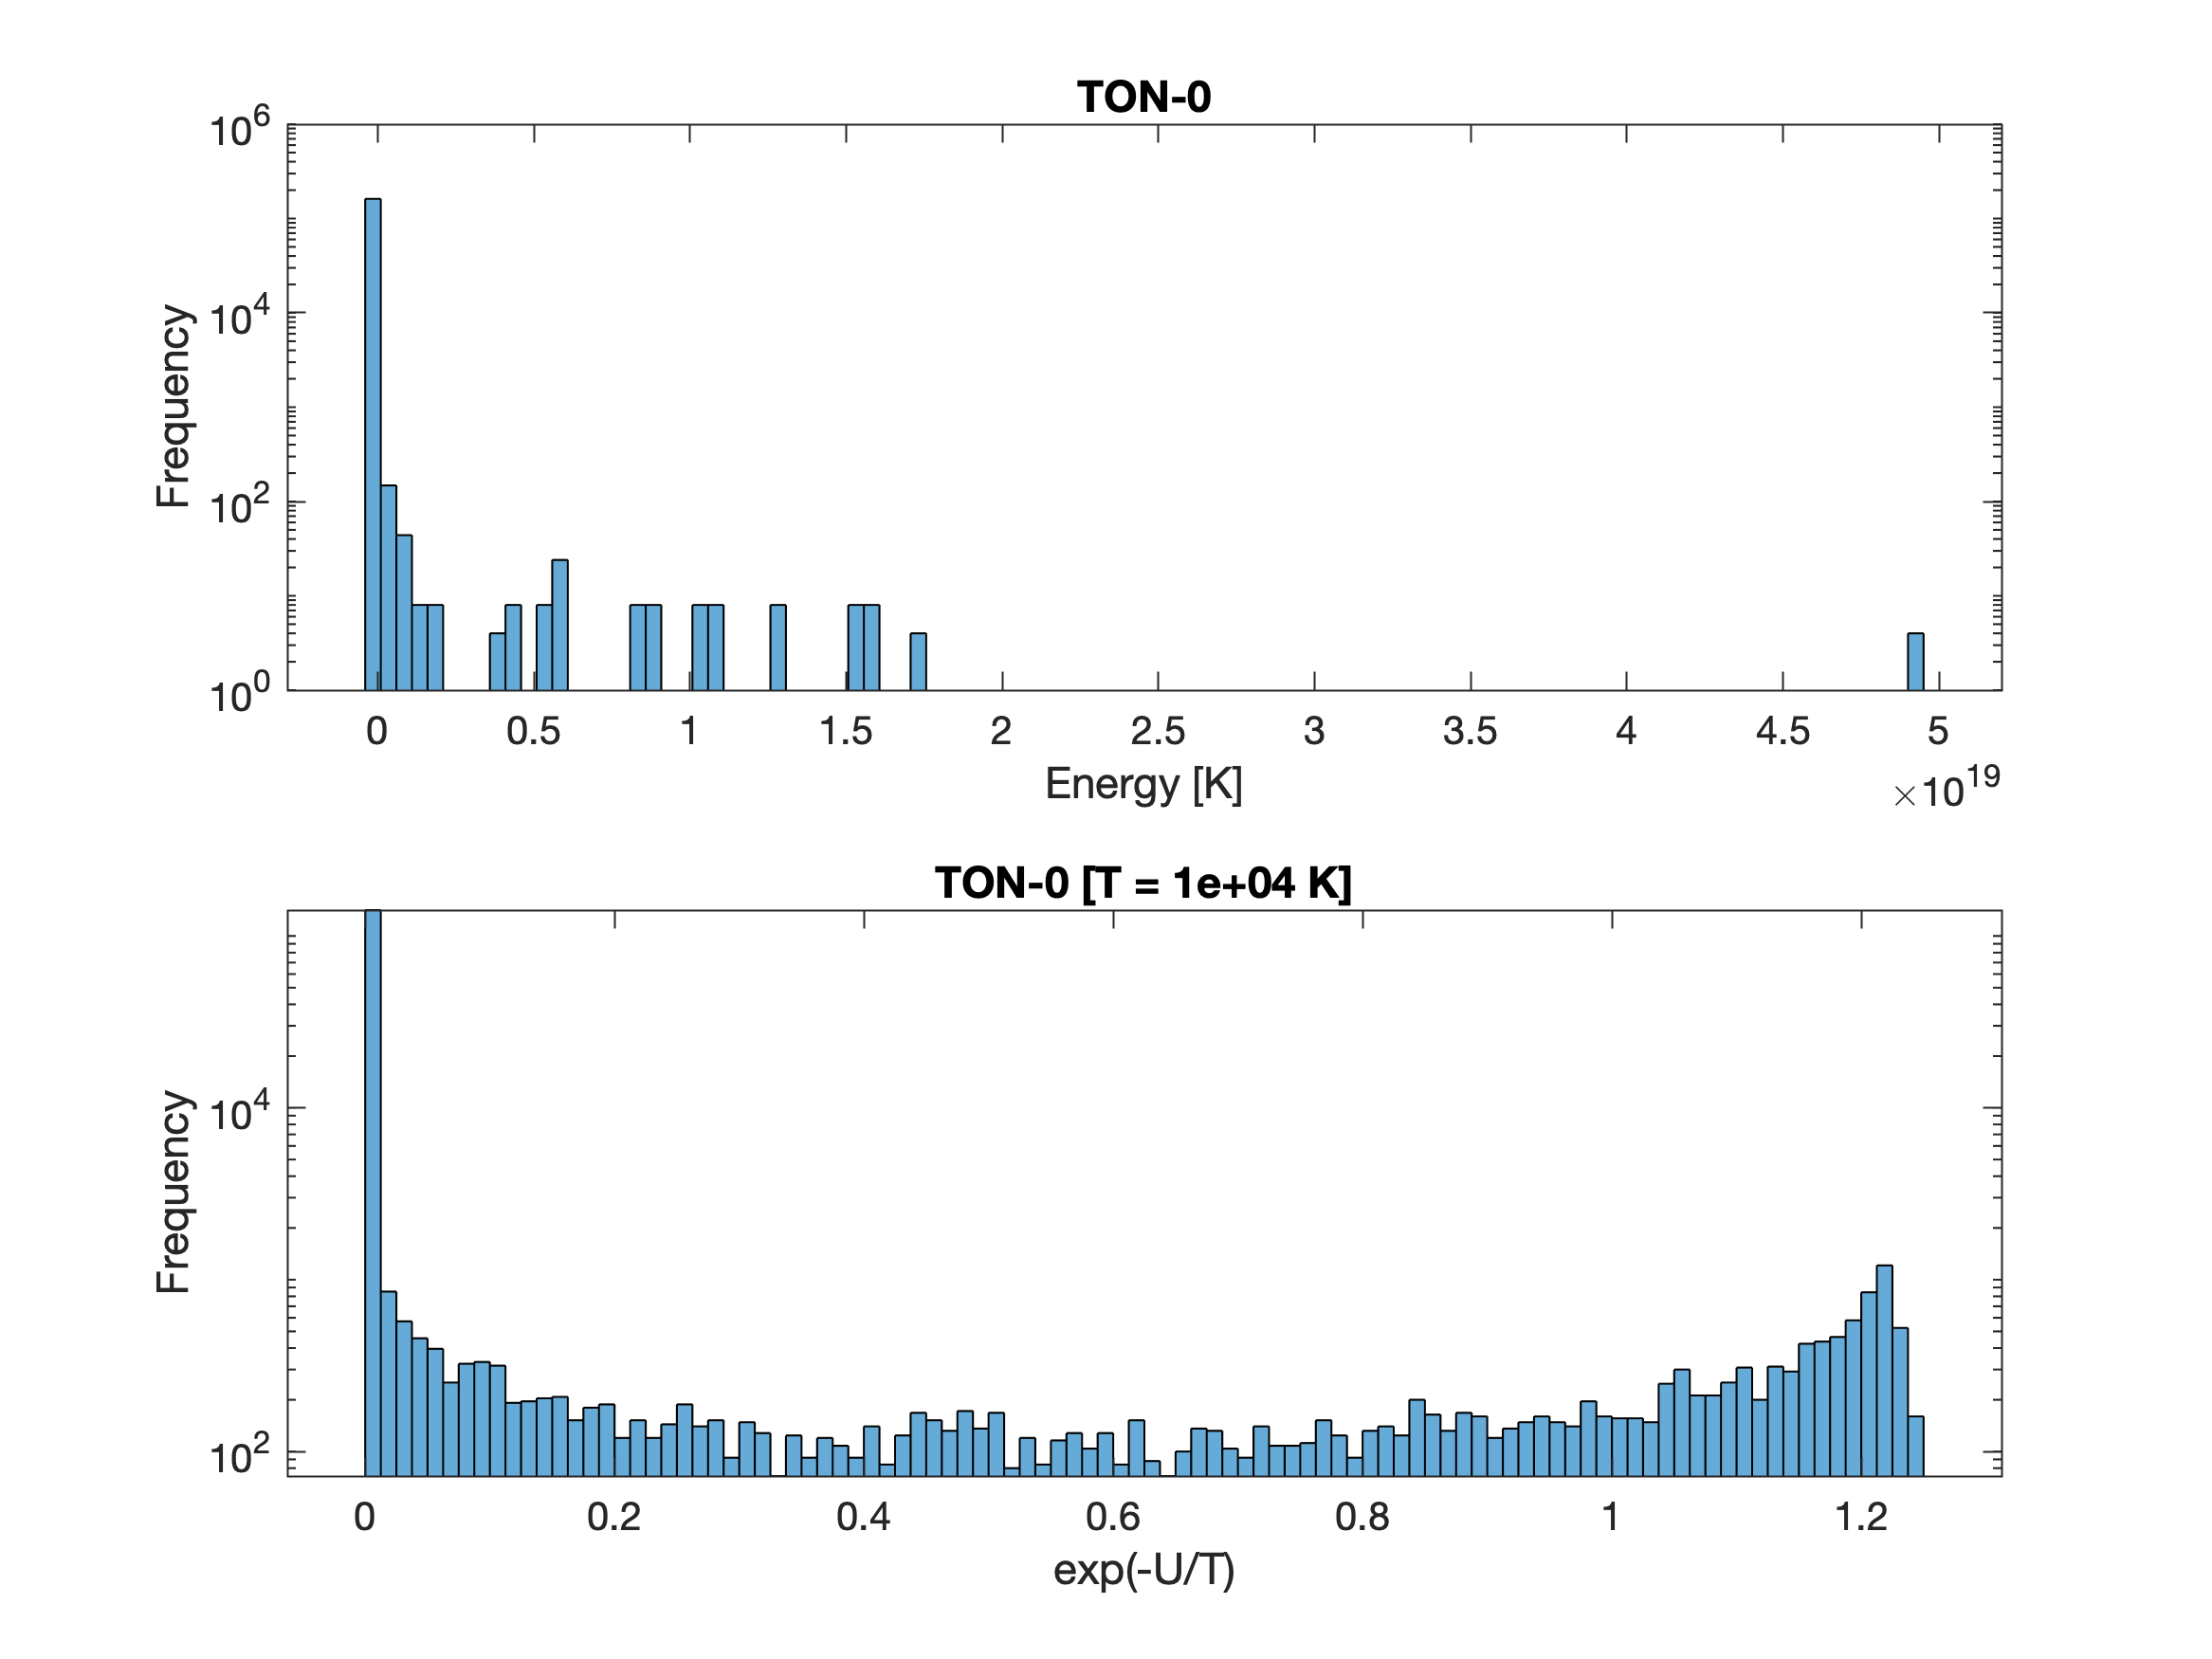 TON-0
Frequency
10^6
10^4
10^2
10^0
0 0.5 1 1.5 2 2.5 3 3.5 4 4.5 5
Energy [K]
×10^19
TON-0 [T = 1e+04 K]
Frequency
10^4
10^2
0 0.2 0.4 0.6 0.8 1 1.2
exp(-U/T)